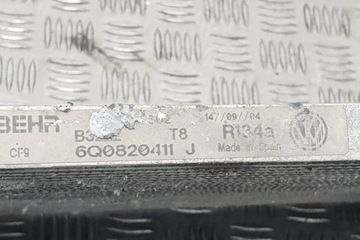 BEHR 14//09//04
T8 R134a
CF9 6Q0820411 J Made in Spain